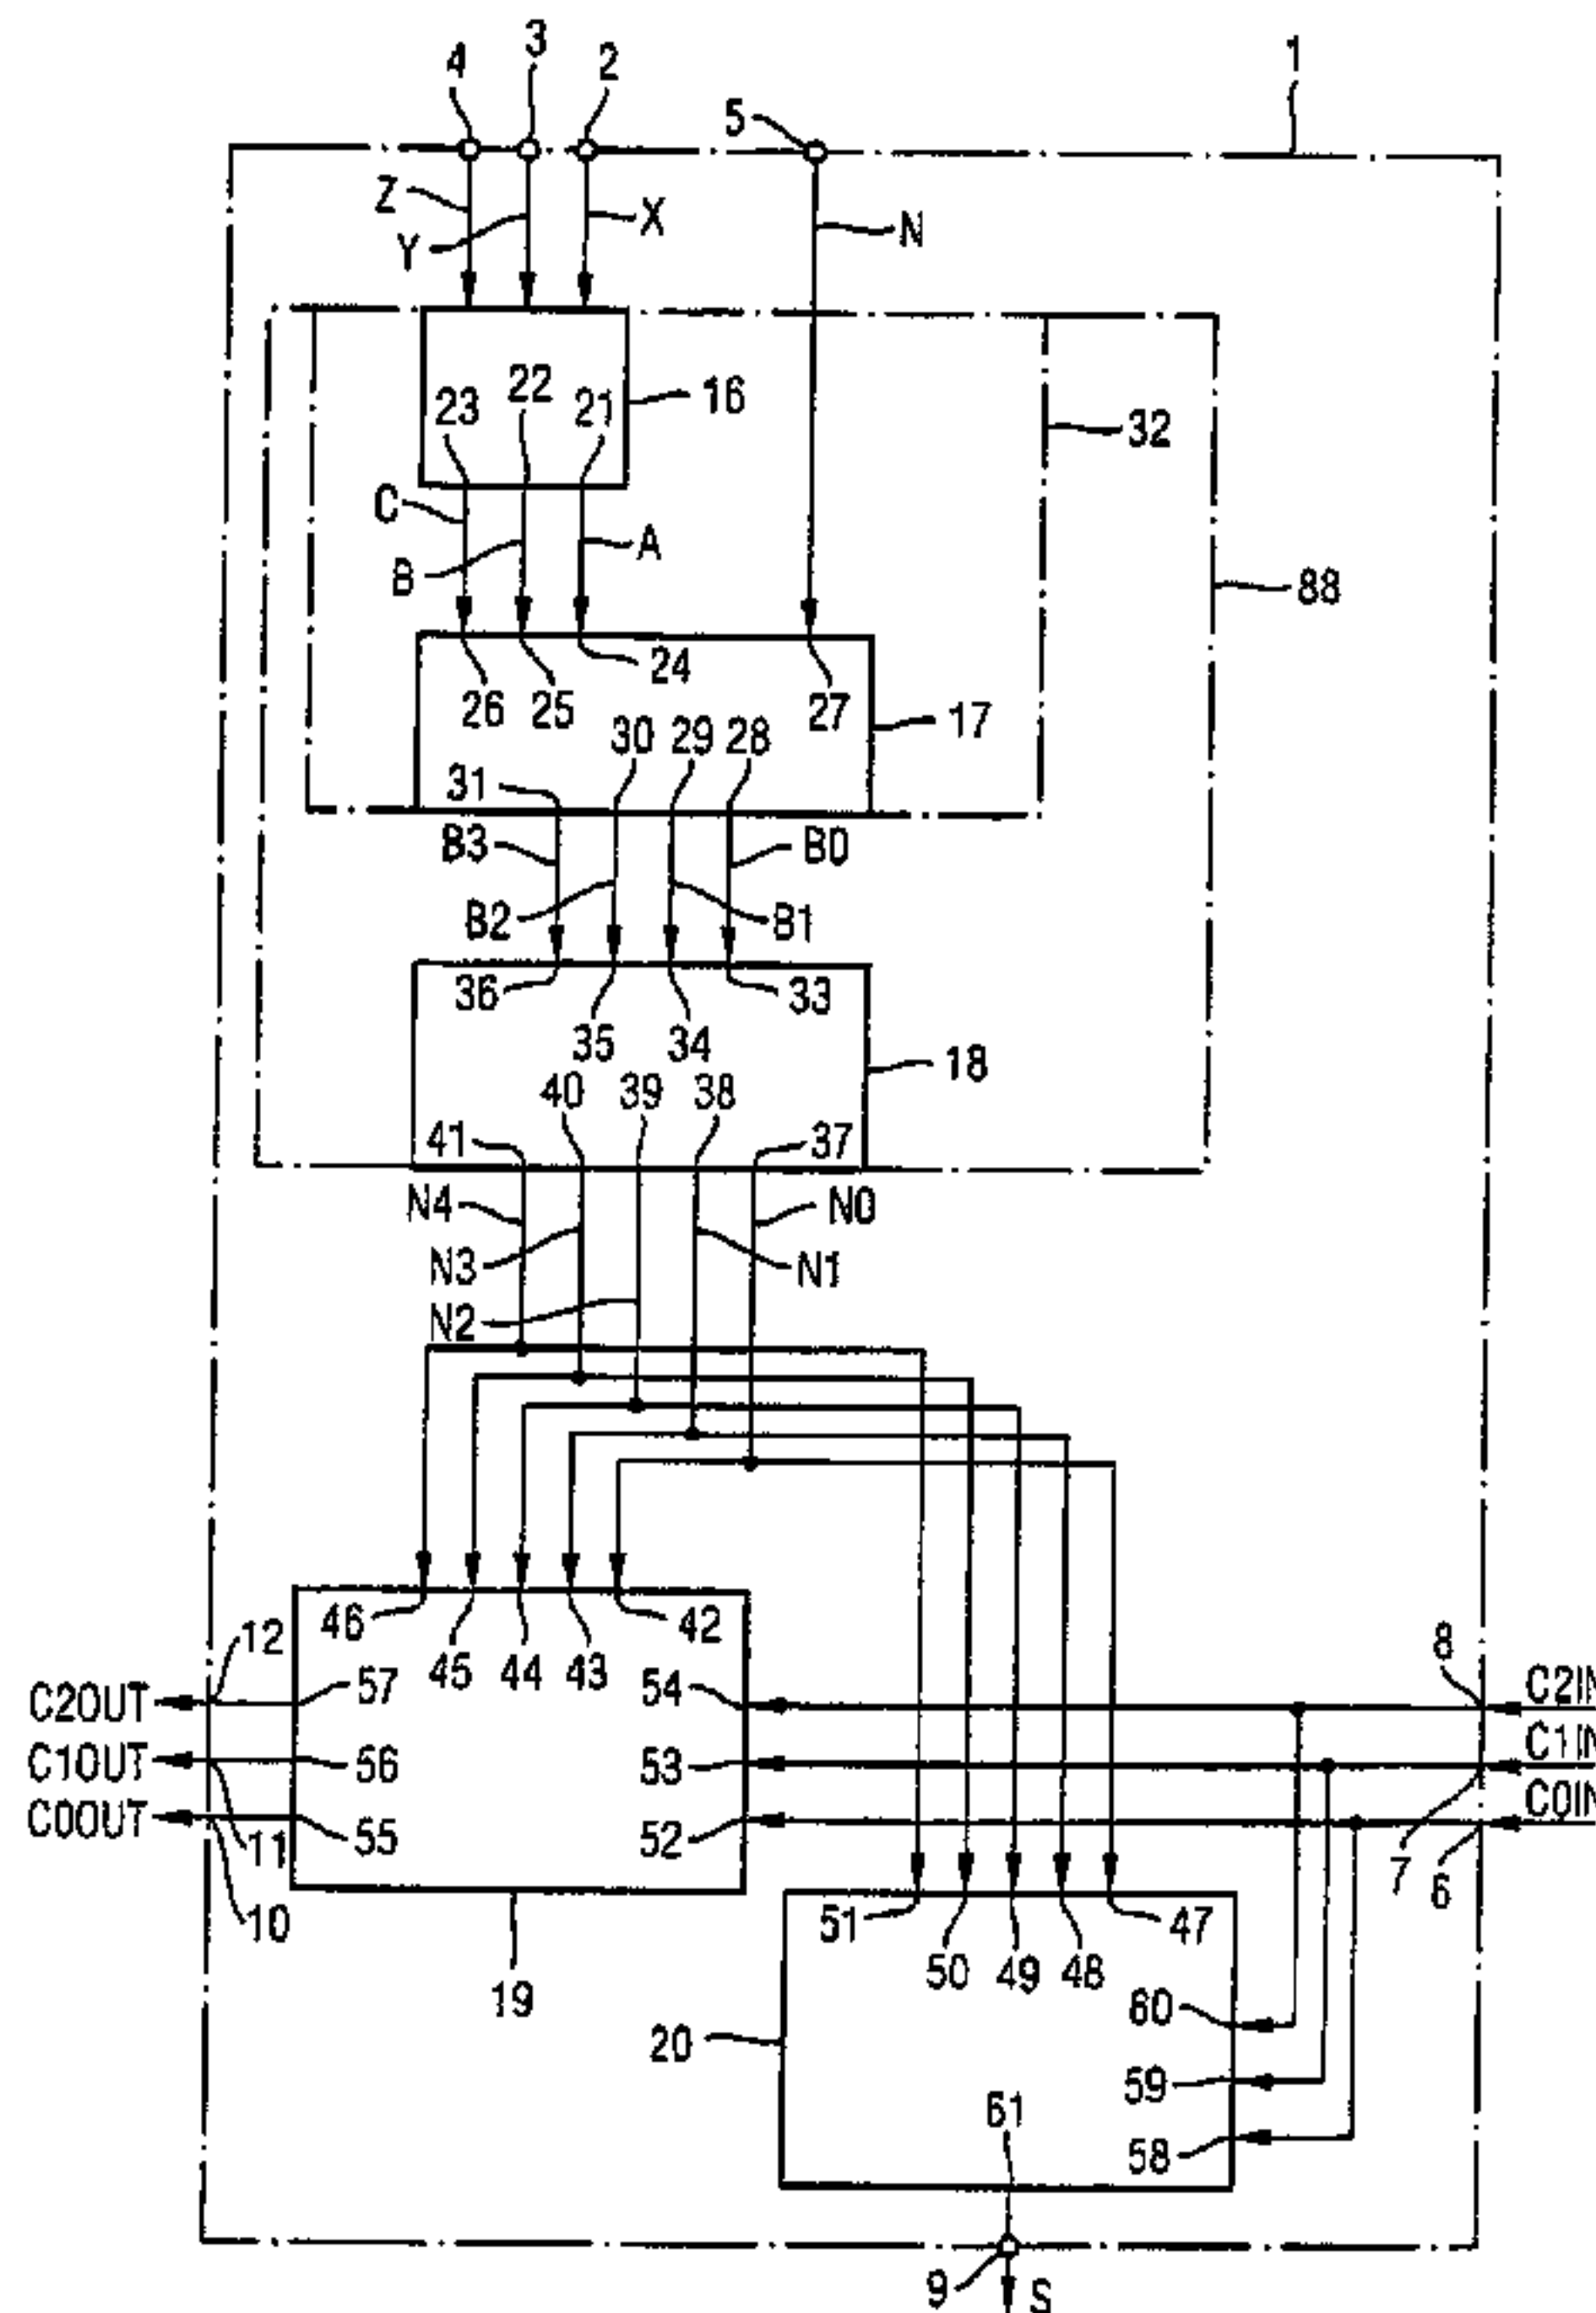 4 3 2 1
5
Z X N
Y
22
23 21 16
32
C
B A
88
24
26 25 27
17
30 29 28
31
B3 B0
B2 B1
36 33
35 34
18
40 39 38
41 37
N4 N0
N3 N1
N2
46 42
12 8
45 44 43
57 54 C2IN
C2OUT
C1OUT 56 53 C1IN
C0OUT 55 52 C0IN
11 7
10 6
51 47
19 50 49 48
60
20
59
61
58
9 S